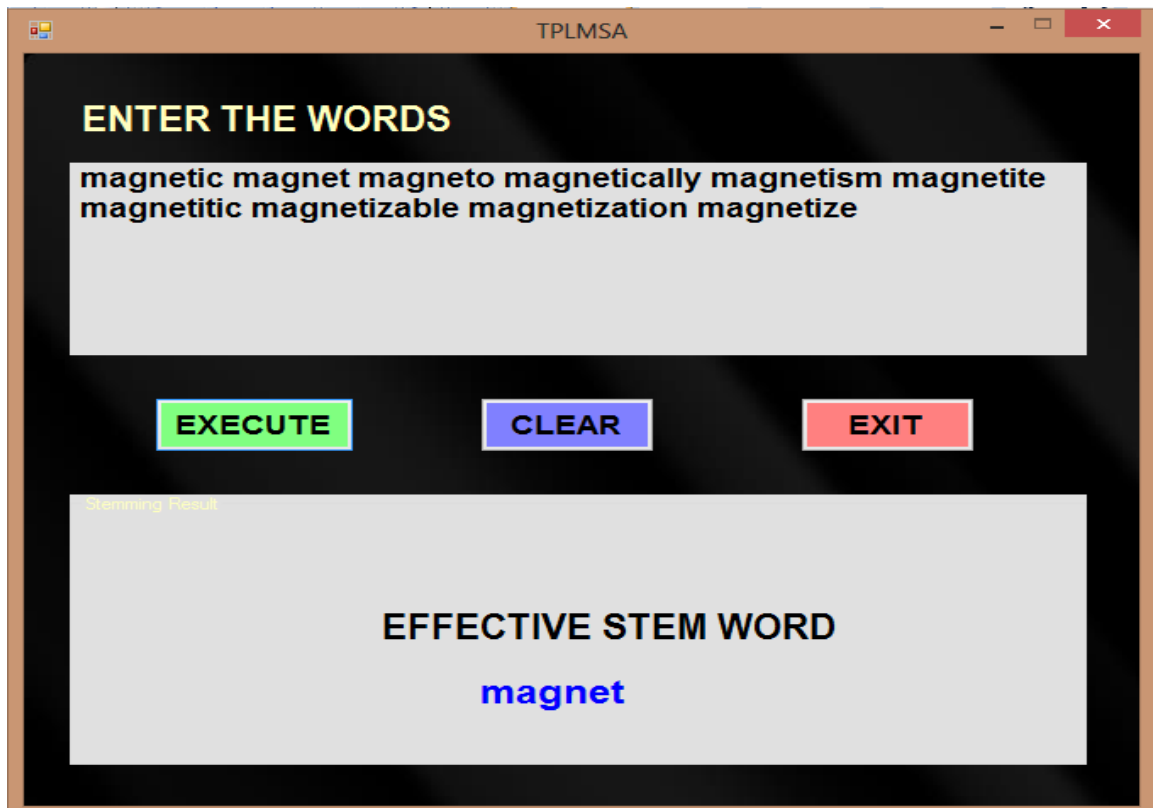 TPLMSA
ENTER THE WORDS
magnetic magnet magneto magnetically magnetism magnetite
magnetitic magnetizable magnetization magnetize
EXECUTE CLEAR EXIT
Stemming Result
EFFECTIVE STEM WORD
magnet